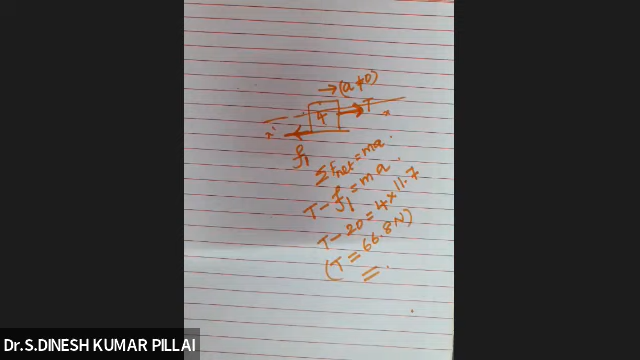 → (a≠0)
4
T
x'
x
f₁
ΣFnet = ma.
T - f₁ = ma.
T - 20 = 4 × 11.7
(T = 66.8 N)
Dr.S.DINESH KUMAR PILLAI